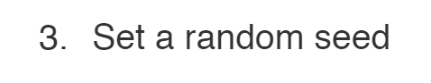 3. Set a random seed